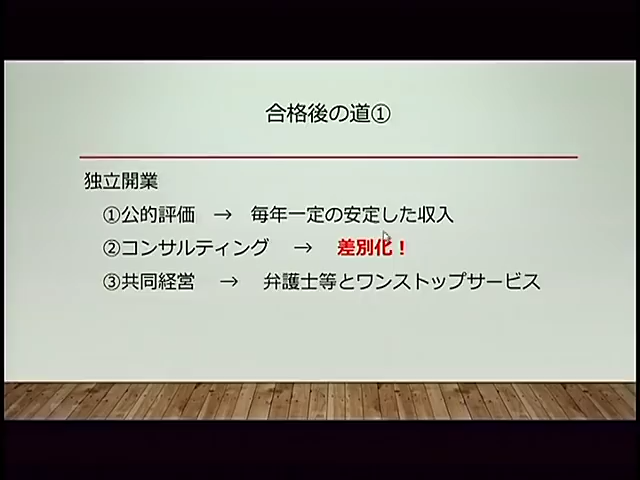 合格後の道①
独立開業
①公的評価 → 毎年一定の安定した収入
②コンサルティング → 差別化！
③共同経営 → 弁護士等とワンストップサービス